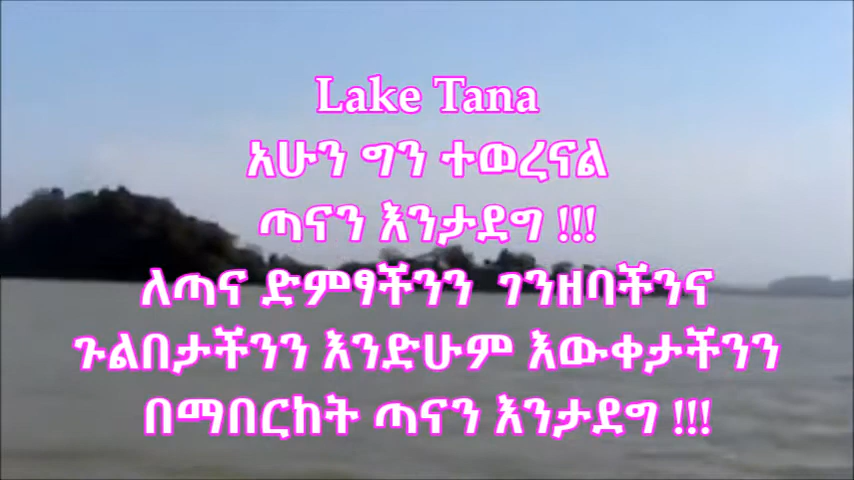 Lake Tana
አሁን ግን ተወረናል
ጣናን እንታደግ !!!
ለጣና ድምፃችንን ገንዘባችንና
ጉልበታችንን እንድሁም እውቀታችንን
በማበርከት ጣናን እንታደግ !!!